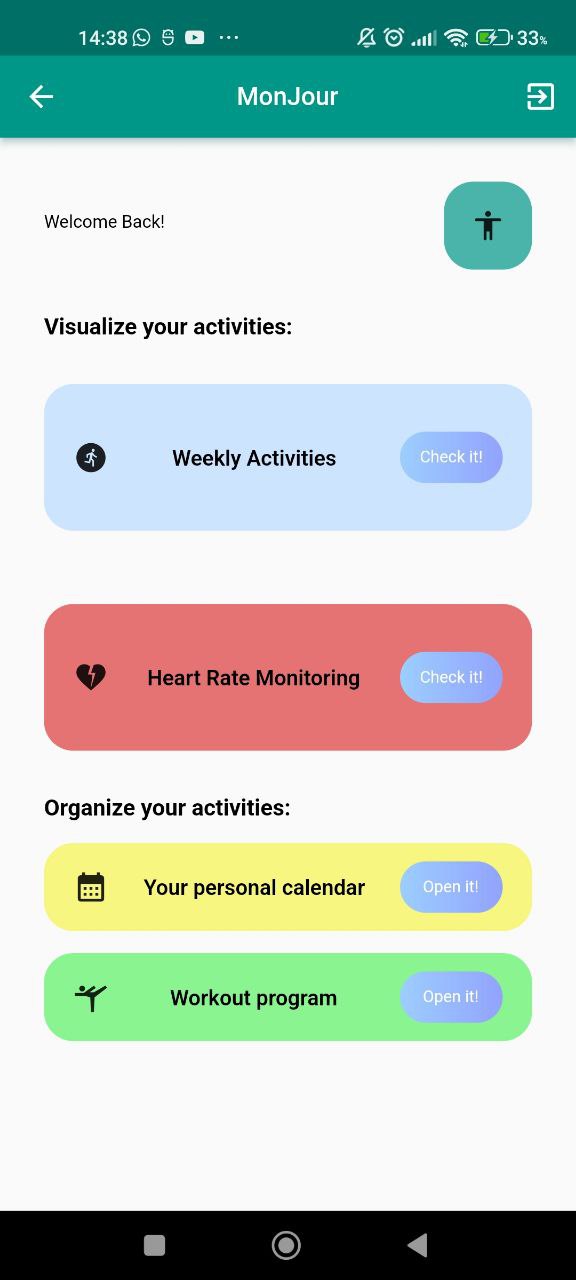 14:38 ... 33%
MonJour
Welcome Back!
Visualize your activities:
Weekly Activities Check it!
Heart Rate Monitoring Check it!
Organize your activities:
Your personal calendar Open it!
Workout program Open it!